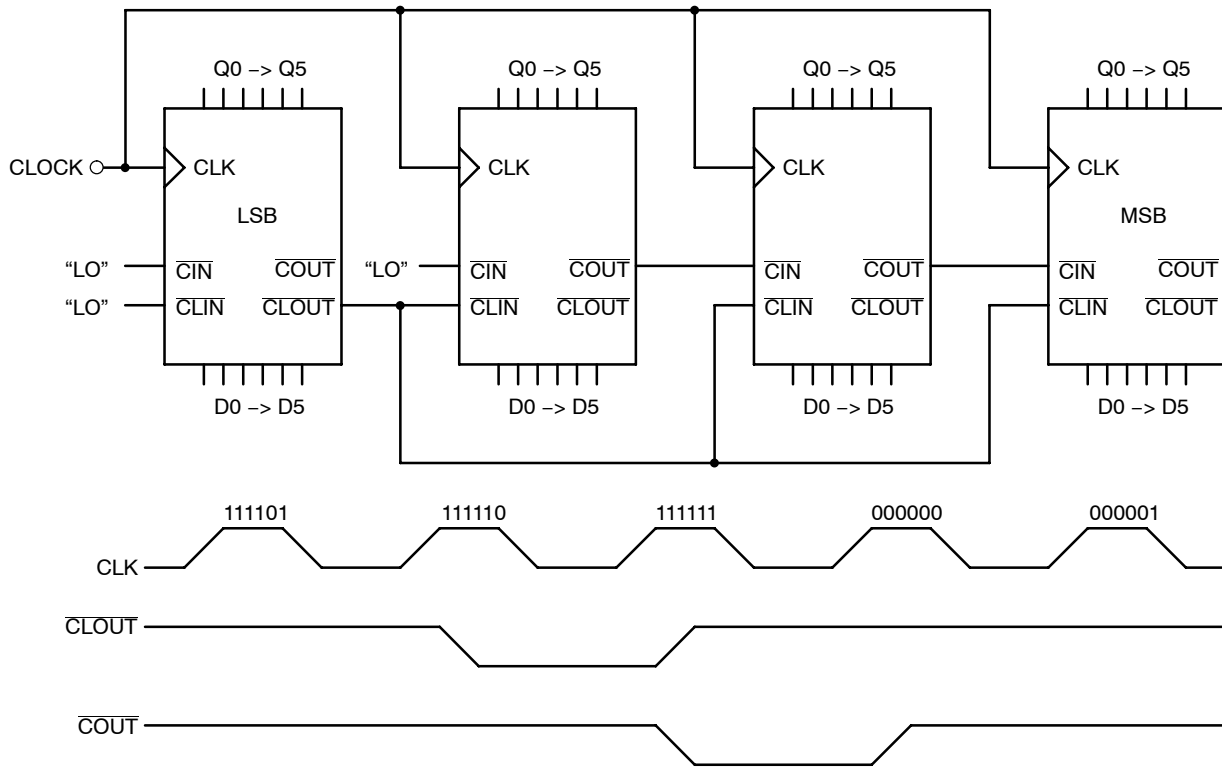 Q0 −> Q5 Q0 −> Q5 Q0 −> Q5 Q0 −> Q5
CLOCK CLK CLK CLK CLK
LSB MSB
“LO” CIN COUT “LO” CIN COUT CIN COUT CIN COUT
“LO” CLIN CLOUT CLIN CLOUT CLIN CLOUT CLIN CLOUT
D0 −> D5 D0 −> D5 D0 −> D5 D0 −> D5
111101 111110 111111 000000 000001
CLK
CLOUT
COUT